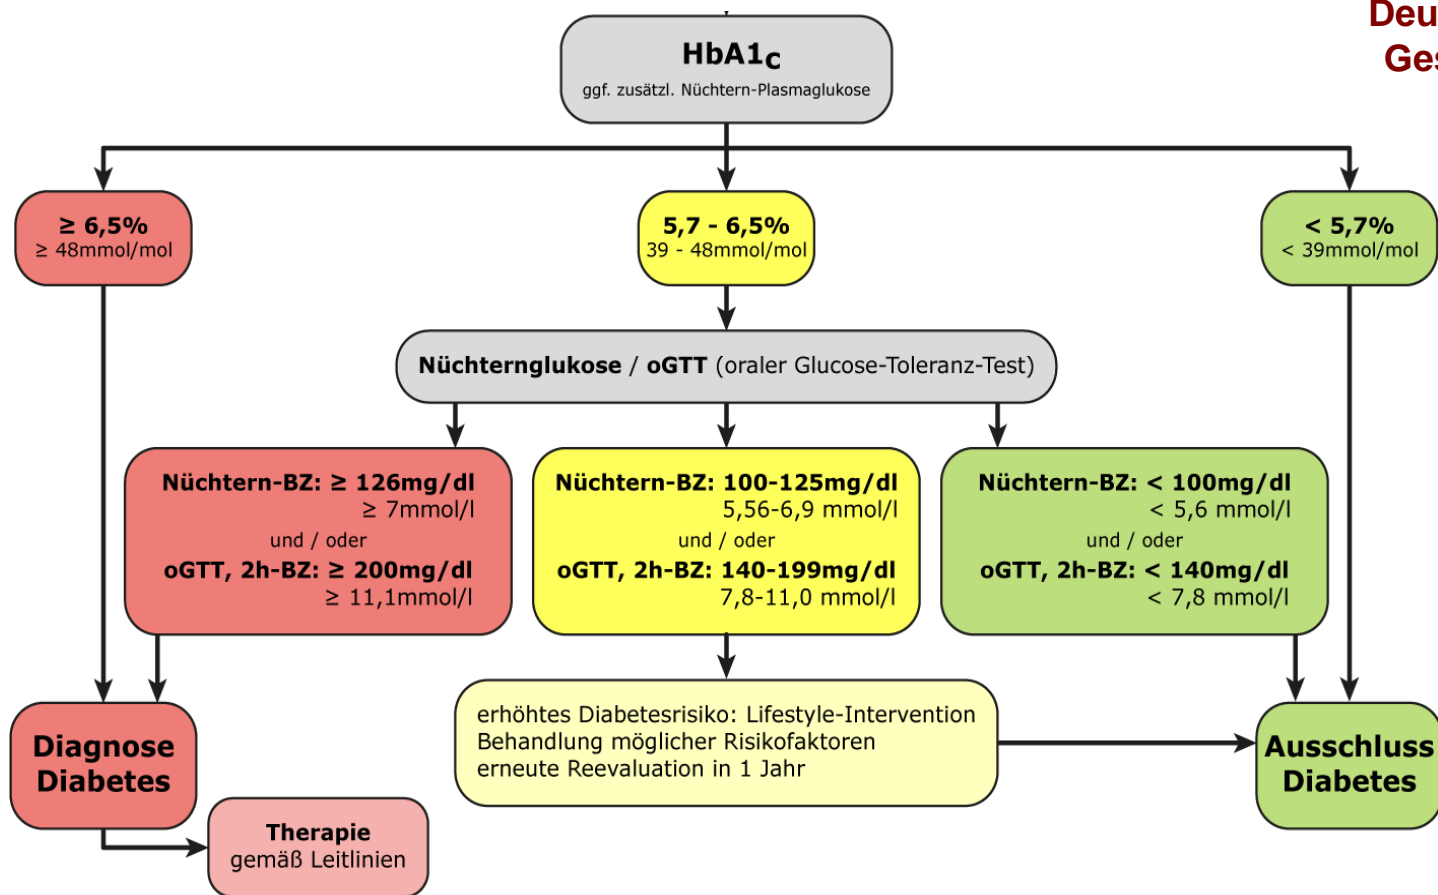 Deu
Ges
HbA1c
ggf. zusätzl. Nüchtern-Plasmaglukose
≥ 6,5%
≥ 48mmol/mol
5,7 - 6,5%
39 - 48mmol/mol
< 5,7%
< 39mmol/mol
Nüchternglukose / oGTT (oraler Glucose-Toleranz-Test)
Nüchtern-BZ: ≥ 126mg/dl
≥ 7mmol/l
und / oder
oGTT, 2h-BZ: ≥ 200mg/dl
≥ 11,1mmol/l
Nüchtern-BZ: 100-125mg/dl
5,56-6,9 mmol/l
und / oder
oGTT, 2h-BZ: 140-199mg/dl
7,8-11,0 mmol/l
Nüchtern-BZ: < 100mg/dl
< 5,6 mmol/l
und / oder
oGTT, 2h-BZ: < 140mg/dl
< 7,8 mmol/l
erhöhtes Diabetesrisiko: Lifestyle-Intervention
Behandlung möglicher Risikofaktoren
erneute Reevaluation in 1 Jahr
Diagnose
Diabetes
Ausschluss
Diabetes
Therapie
gemäß Leitlinien